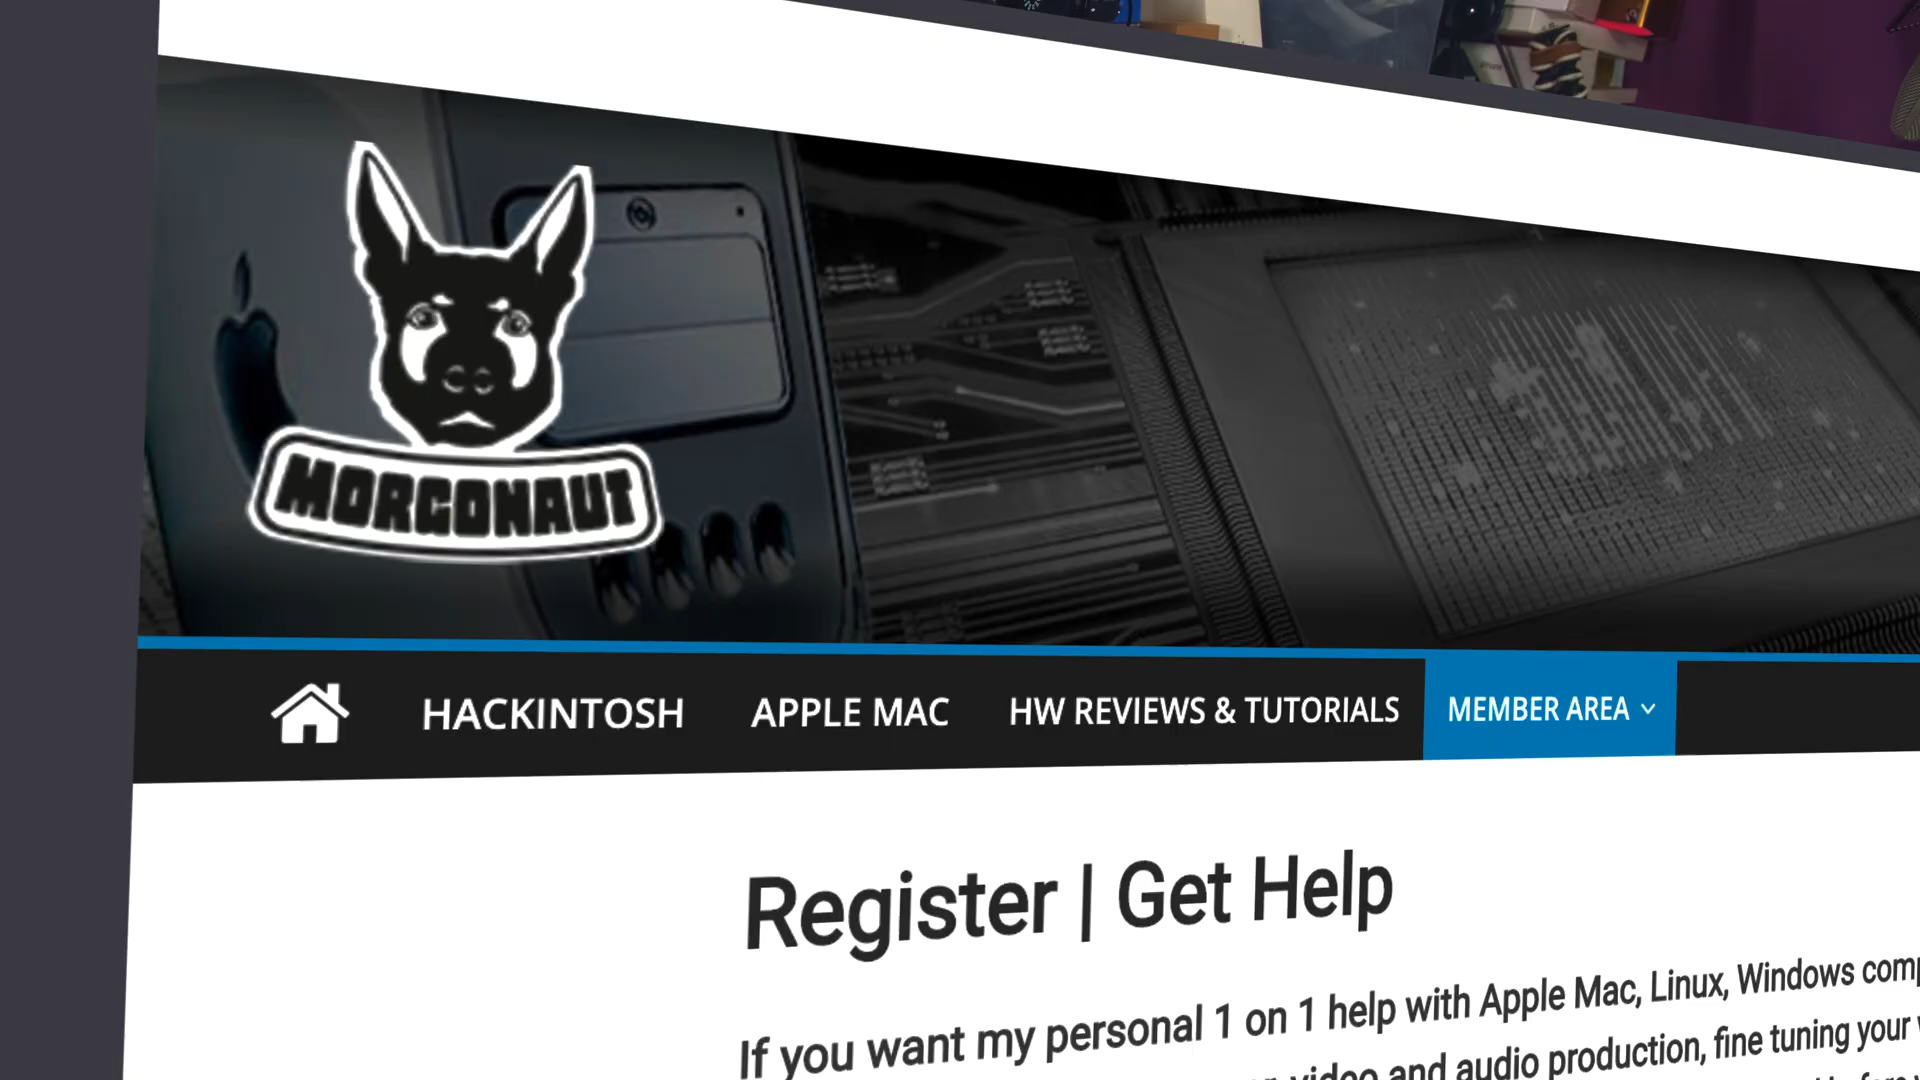 MORGONAUT
HACKINTOSH APPLE MAC HW REVIEWS & TUTORIALS MEMBER AREA
Register | Get Help
If you want my personal 1 on 1 help with Apple Mac, Linux, Windows comp
video and audio production, fine tuning your